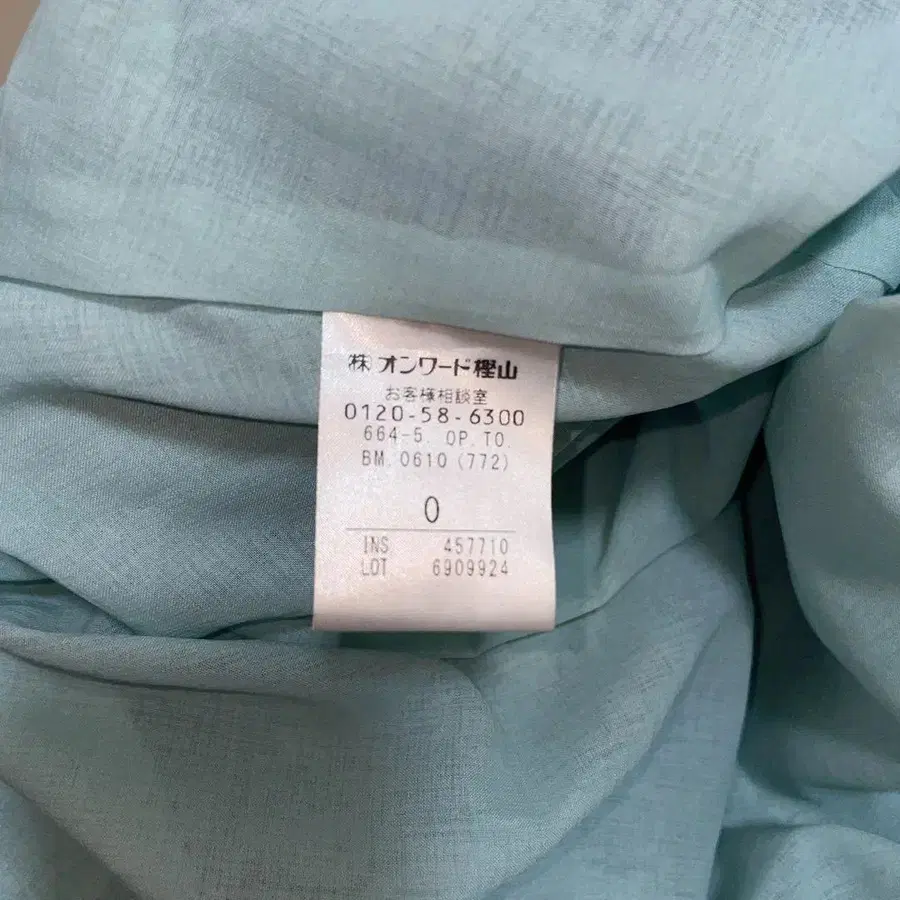 ㈱ オンワード樫山
お客様相談室
0120-58-6300
664-5. OP. TO.
BM. 0610 (772)
0
INS 457710
LOT 6909924